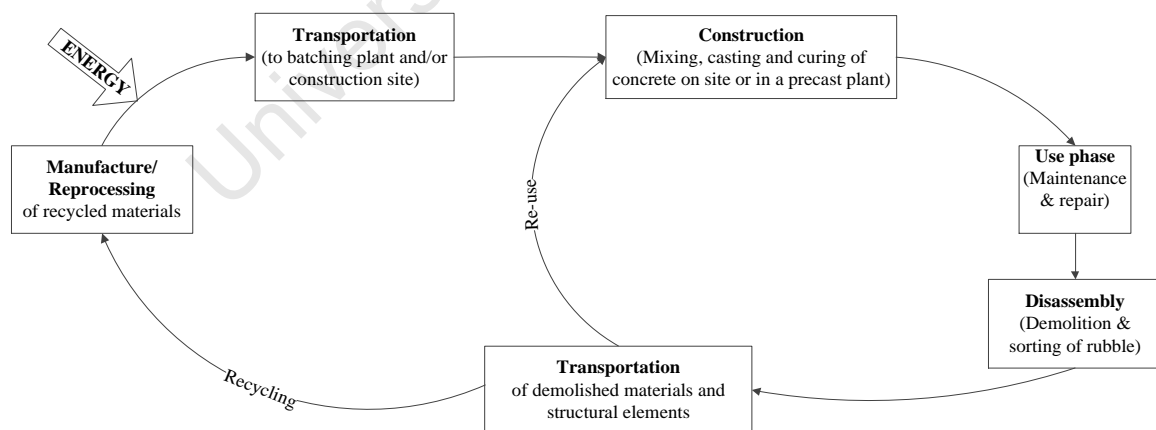 ENERGY
Transportation
(to batching plant and/or
construction site)
Construction
(Mixing, casting and curing of
concrete on site or in a precast plant)
Manufacture/
Reprocessing
of recycled materials
Use phase
(Maintenance
& repair)
Re-use
Disassembly
(Demolition &
sorting of rubble)
Transportation
of demolished materials and
structural elements
Recycling